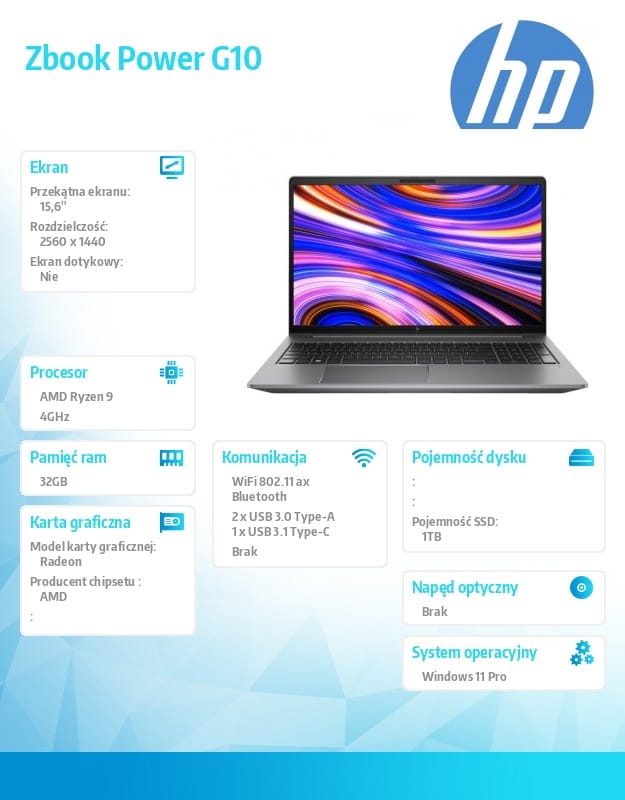 Zbook Power G10
hp
Ekran
Przekątna ekranu:
15,6"
Rozdzielczość:
2560 x 1440
Ekran dotykowy:
Nie
Procesor
AMD Ryzen 9
4GHz
Pamięć ram
32GB
Karta graficzna
Model karty graficznej:
Radeon
Producent chipsetu :
AMD
:
Komunikacja
WiFi 802.11 ax
Bluetooth
2 x USB 3.0 Type-A
1 x USB 3.1 Type-C
Brak
Pojemność dysku
:
:
Pojemność SSD:
1TB
Napęd optyczny
Brak
System operacyjny
Windows 11 Pro